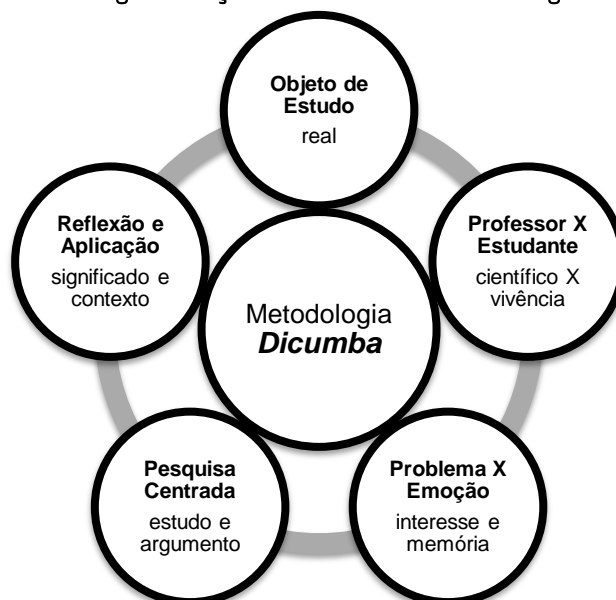 Objeto de
Estudo
real
Professor X
Estudante
científico X
vivência
Problema X
Emoção
interesse e
memória
Pesquisa
Centrada
estudo e
argumento
Reflexão e
Aplicação
significado e
contexto
Metodologia
Dicumba